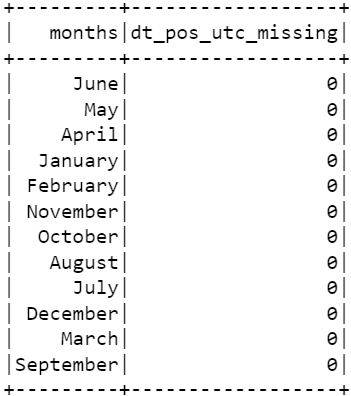 +---------+------------------+
|   months|dt_pos_utc_missing|
+---------+------------------+
|     June|                 0|
|      May|                 0|
|    April|                 0|
|  January|                 0|
| February|                 0|
| November|                 0|
|  October|                 0|
|   August|                 0|
|     July|                 0|
| December|                 0|
|    March|                 0|
|September|                 0|
+---------+------------------+